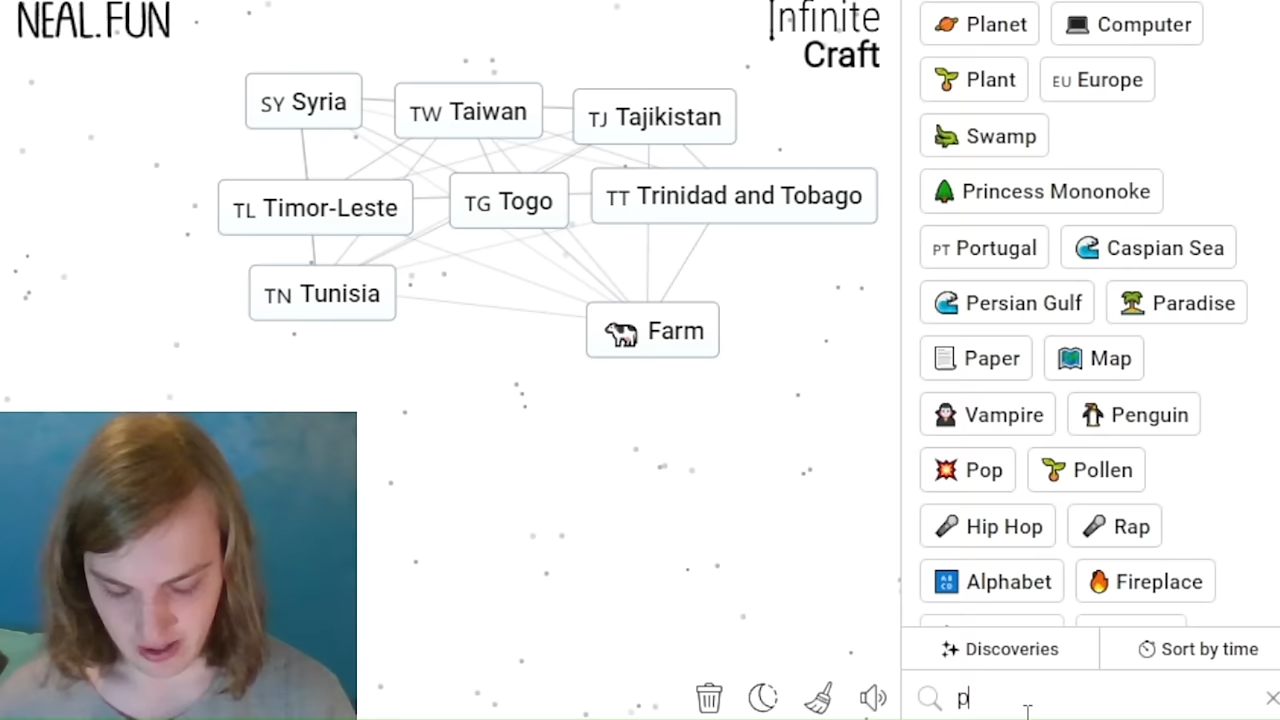 NEAL.FUN
Infinite
Craft
SY Syria
TW Taiwan
TJ Tajikistan
TL Timor-Leste
TG Togo
TT Trinidad and Tobago
TN Tunisia
Farm
Planet
Computer
Plant
EU Europe
Swamp
Princess Mononoke
PT Portugal
Caspian Sea
Persian Gulf
Paradise
Paper
Map
Vampire
Penguin
Pop
Pollen
Hip Hop
Rap
Alphabet
Fireplace
Discoveries
Sort by time
p